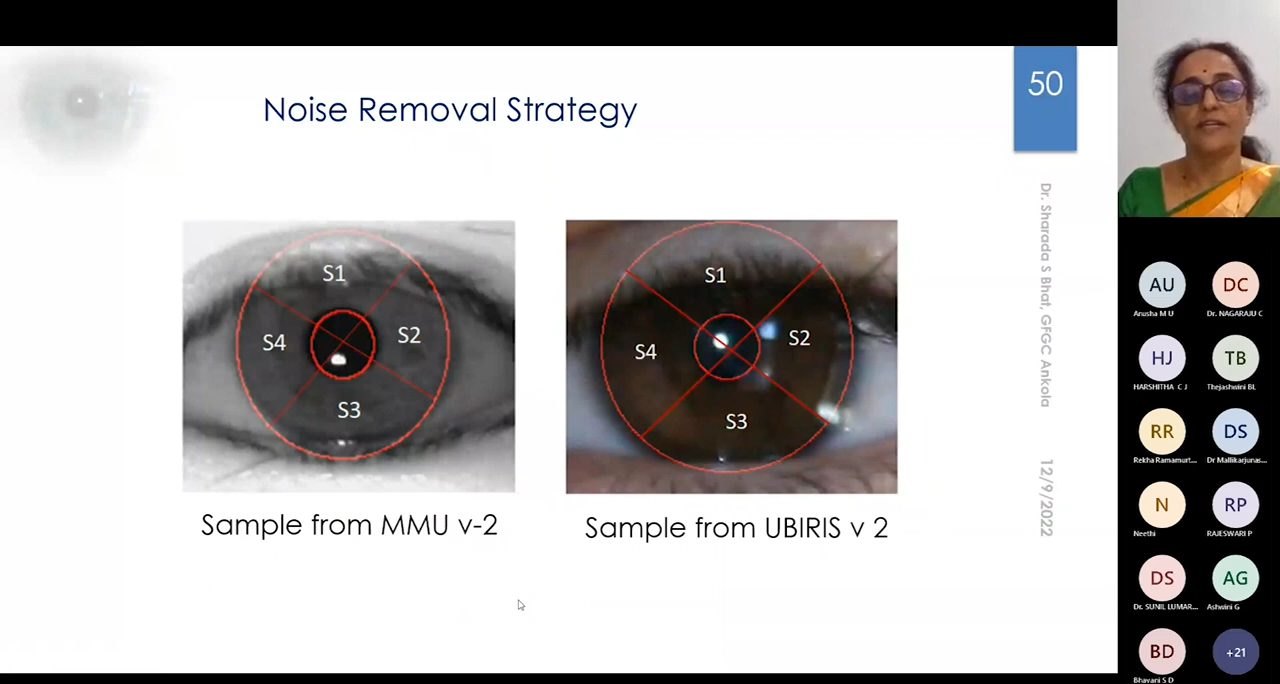 Noise Removal Strategy
50
S1
S2
S3
S4
S1
S2
S3
S4
Sample from MMU v-2
Sample from UBIRIS v 2
Dr. Sharada S Bhat, GFGC Ankola
12/9/2022
AU
Anusha M U
DC
Dr. NAGARAJU C
HJ
HARSHITHA C J
TB
Thejashwini BL
RR
Rekha Ramamurt...
DS
Dr Mallikarjunas...
N
Neethi
RP
RAJESWARI P
DS
Dr. SUNIL LUMAR...
AG
Ashwini G
BD
Bhavani S D
+21